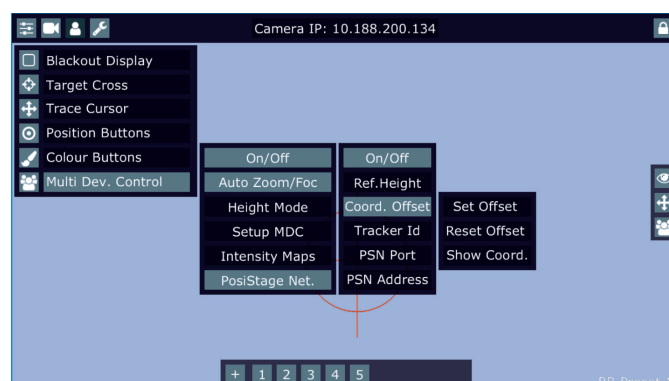 Camera IP: 10.188.200.134
Blackout Display
Target Cross
Trace Cursor
Position Buttons
Colour Buttons
Multi Dev. Control
On/Off
Auto Zoom/Foc
Height Mode
Setup MDC
Intensity Maps
PosiStage Net.
On/Off
Ref.Height
Coord. Offset
Tracker Id
PSN Port
PSN Address
Set Offset
Reset Offset
Show Coord.
+ 1 2 3 4 5